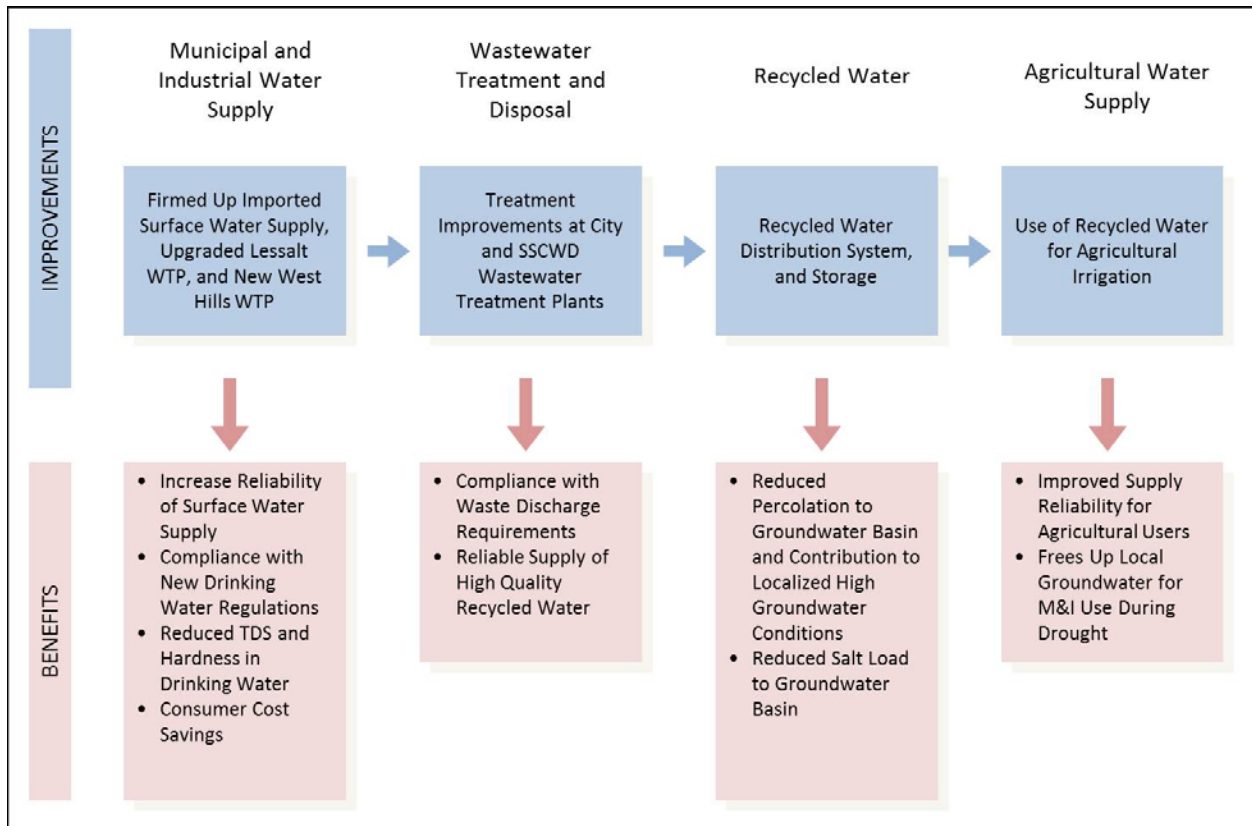 Municipal and
Industrial Water
Supply
Wastewater
Treatment and
Disposal
Recycled Water
Agricultural Water
Supply
IMPROVEMENTS
Firmed Up Imported
Surface Water Supply,
Upgraded Lessalt
WTP, and New West
Hills WTP
Treatment
Improvements at City
and SSCWD
Wastewater
Treatment Plants
Recycled Water
Distribution System,
and Storage
Use of Recycled Water
for Agricultural
Irrigation
BENEFITS
• Increase Reliability
of Surface Water
Supply
• Compliance with
New Drinking
Water Regulations
• Reduced TDS and
Hardness in
Drinking Water
• Consumer Cost
Savings
• Compliance with
Waste Discharge
Requirements
• Reliable Supply of
High Quality
Recycled Water
• Reduced
Percolation to
Groundwater Basin
and Contribution to
Localized High
Groundwater
Conditions
• Reduced Salt Load
to Groundwater
Basin
• Improved Supply
Reliability for
Agricultural Users
• Frees Up Local
Groundwater for
M&I Use During
Drought